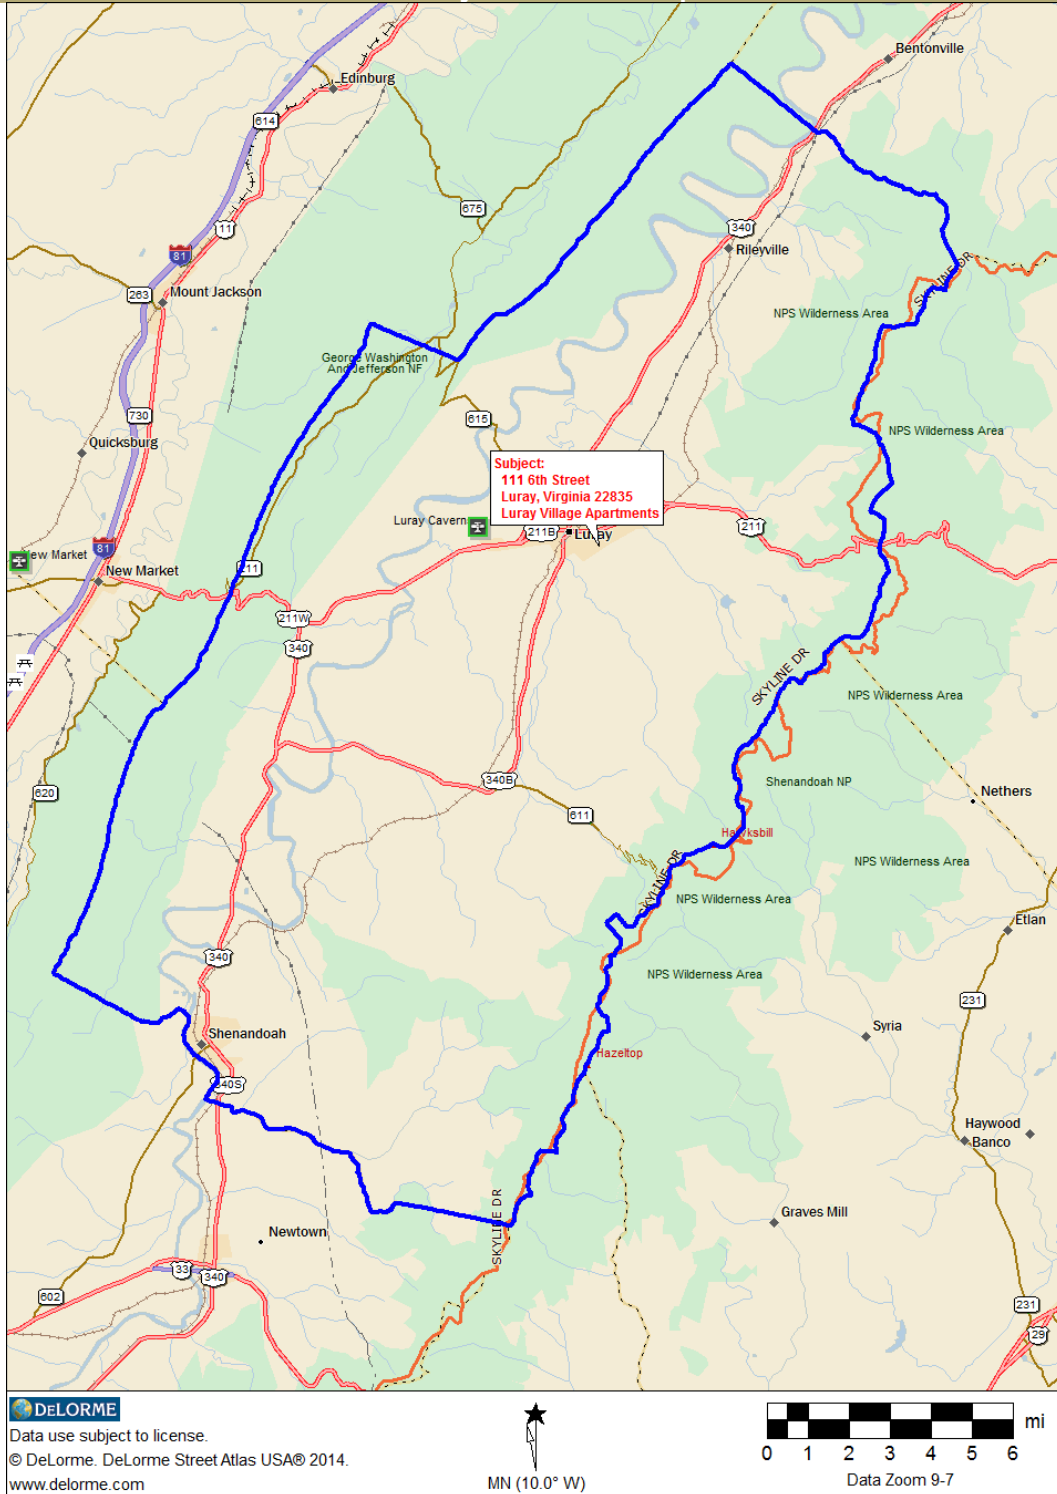 Bentonville
Edinburg
614
675
11
340
Rileyville
81
SKYLINE DR
263
Mount Jackson
NPS Wilderness Area
George Washington
And Jefferson NF
730
615
Quicksburg
NPS Wilderness Area
Subject:
111 6th Street
Luray, Virginia 22835
Luray Village Apartments
Luray Cavern
211B
Luray
211
81
New Market
New Market
211
211W
340
SKYLINE DR
NPS Wilderness Area
340B
Shenandoah NP
620
Nethers
611
Hawksbill
NPS Wilderness Area
SKYLINE DR
NPS Wilderness Area
Etlan
340
NPS Wilderness Area
231
Shenandoah
Syria
Hazeltop
340S
Haywood
Banco
SKYLINE DR
Graves Mill
Newtown
33
340
602
231
29
DELORME
Data use subject to license.
© DeLorme. DeLorme Street Atlas USA® 2014.
www.delorme.com
MN (10.0° W)
mi
0 1 2 3 4 5 6
Data Zoom 9-7